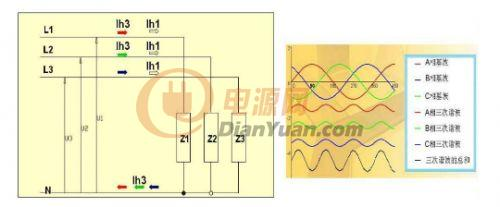 L1
Ih3
Ih1
L2
Ih3
Ih1
L3
Ih1
U1
U2
U3
Z1
Z2
Z3
N
Ih3
电源网
DianYuan.com
A相基波
B相基波
C相基波
A相三次谐波
B相三次谐波
C相三次谐波
三次谐波的总和